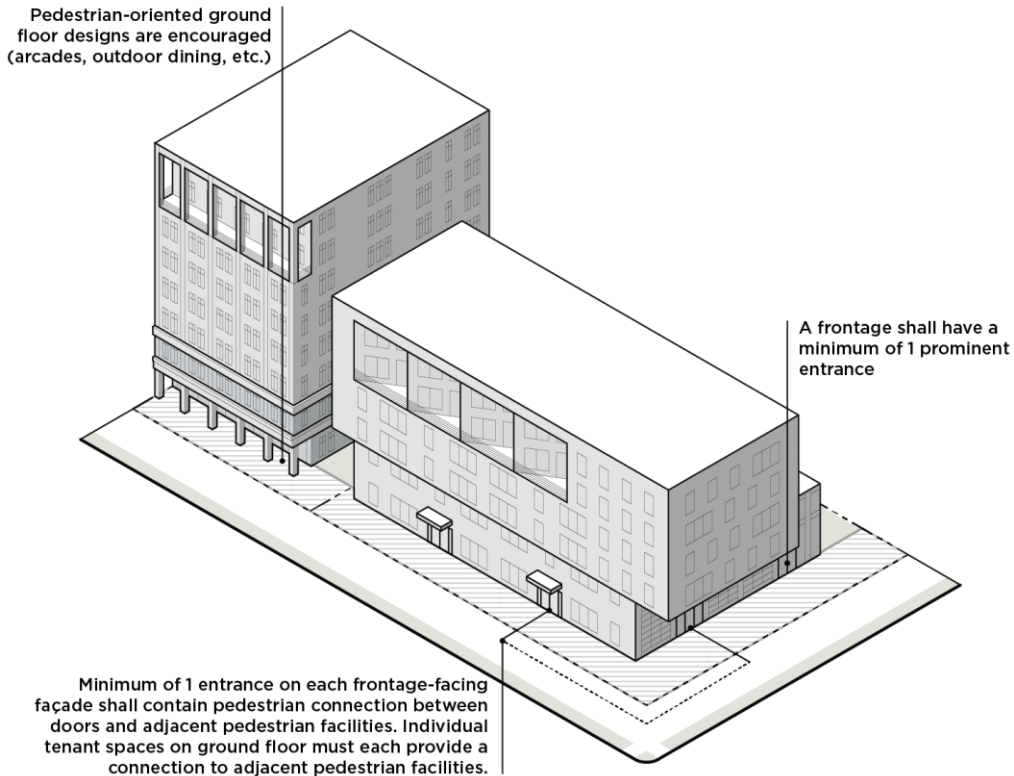 Pedestrian-oriented ground
floor designs are encouraged
(arcades, outdoor dining, etc.)
A frontage shall have a
minimum of 1 prominent
entrance
Minimum of 1 entrance on each frontage-facing
façade shall contain pedestrian connection between
doors and adjacent pedestrian facilities. Individual
tenant spaces on ground floor must each provide a
connection to adjacent pedestrian facilities.